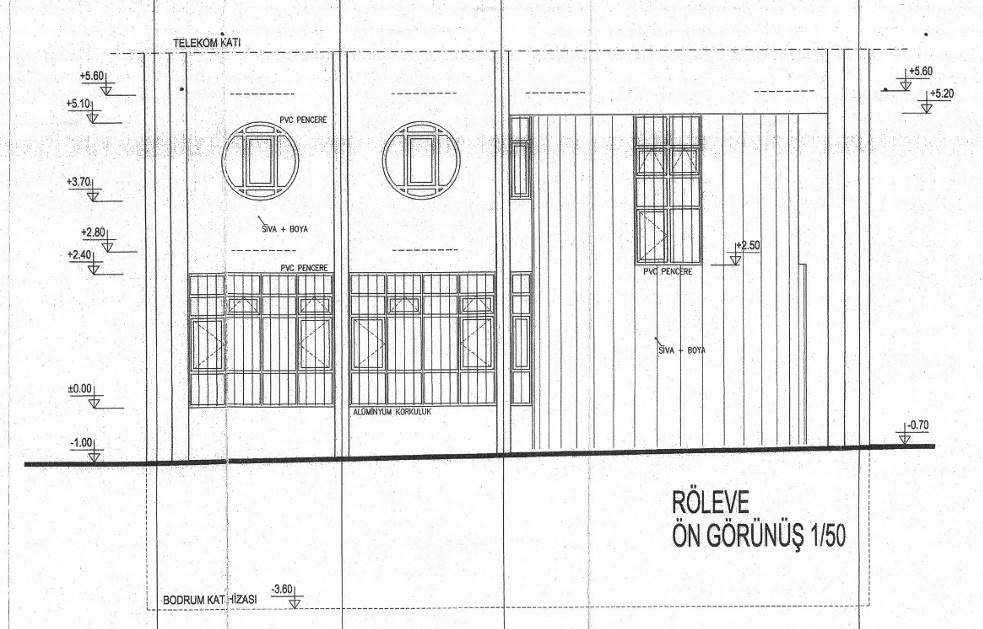 TELEKOM KATI
+5.60
+5.60
+5.10
+5.20
PVC PENCERE
+3.70
SIVA + BOYA
+2.80
+2.50
+2.40
PVC PENCERE
PVC PENCERE
SIVA + BOYA
±0.00
ALÜMİNYUM KORKULUK
-1.00
-0.70
RÖLEVE
ÖN GÖRÜNÜŞ 1/50
BODRUM KAT HİZASI
-3.60